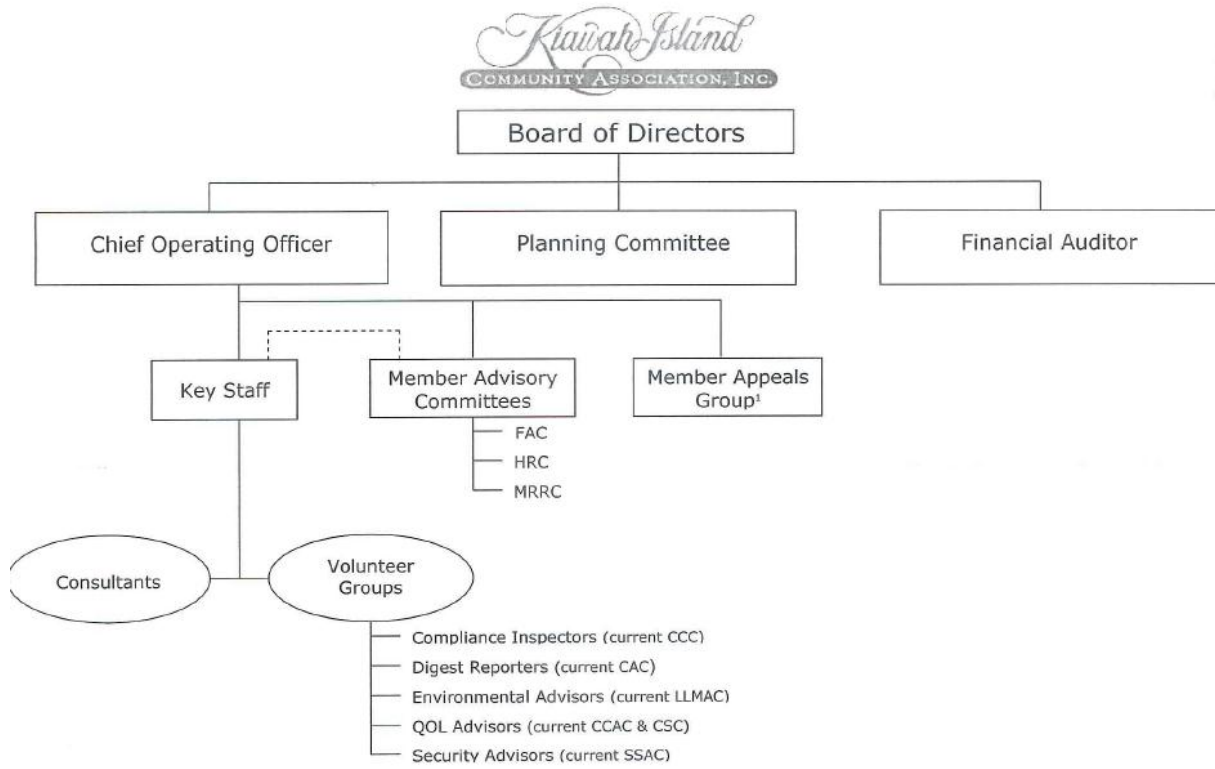 Kiawah Island
COMMUNITY ASSOCIATION, INC.
Board of Directors
Chief Operating Officer
Planning Committee
Financial Auditor
Key Staff
Member Advisory
Committees
Member Appeals
Group¹
FAC
HRC
MRRC
Consultants
Volunteer
Groups
Compliance Inspectors (current CCC)
Digest Reporters (current CAC)
Environmental Advisors (current LLMAC)
QOL Advisors (current CCAC & CSC)
Security Advisors (current SSAC)